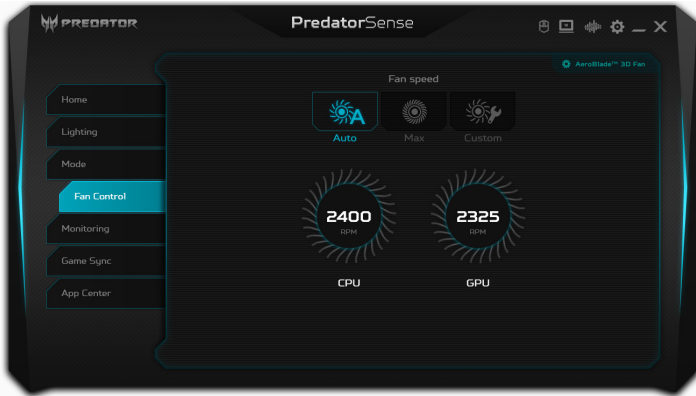 PREDATOR
PredatorSense
AeroBlade™ 3D Fan
Home
Lighting
Mode
Fan Control
Monitoring
Game Sync
App Center
Fan speed
A
Auto
Max
Custom
2400
RPM
CPU
2325
RPM
GPU